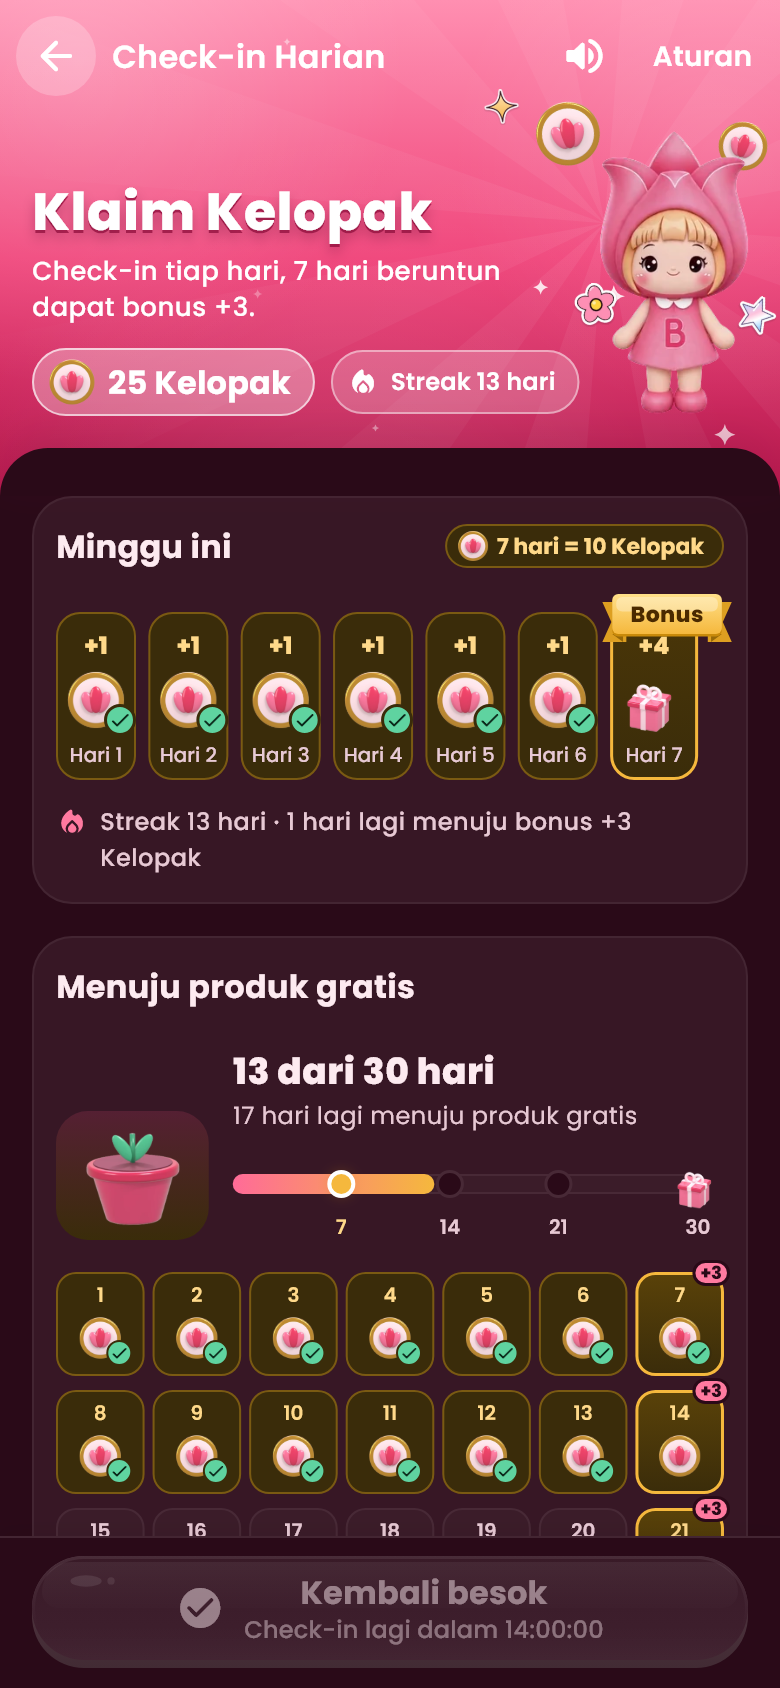 Check-in Harian
Aturan
Klaim Kelopak
Check-in tiap hari, 7 hari beruntun
dapat bonus +3.
B
25 Kelopak
Streak 13 hari
Minggu ini
7 hari = 10 Kelopak
Bonus
+1 +1 +1 +1 +1 +1 +4
Hari 1 Hari 2 Hari 3 Hari 4 Hari 5 Hari 6 Hari 7
Streak 13 hari · 1 hari lagi menuju bonus +3
Kelopak
Menuju produk gratis
13 dari 30 hari
17 hari lagi menuju produk gratis
7 14 21 30
+3
1 2 3 4 5 6 7
+3
8 9 10 11 12 13 14
+3
15 16 17 18 19 20 21
Kembali besok
Check-in lagi dalam 14:00:00